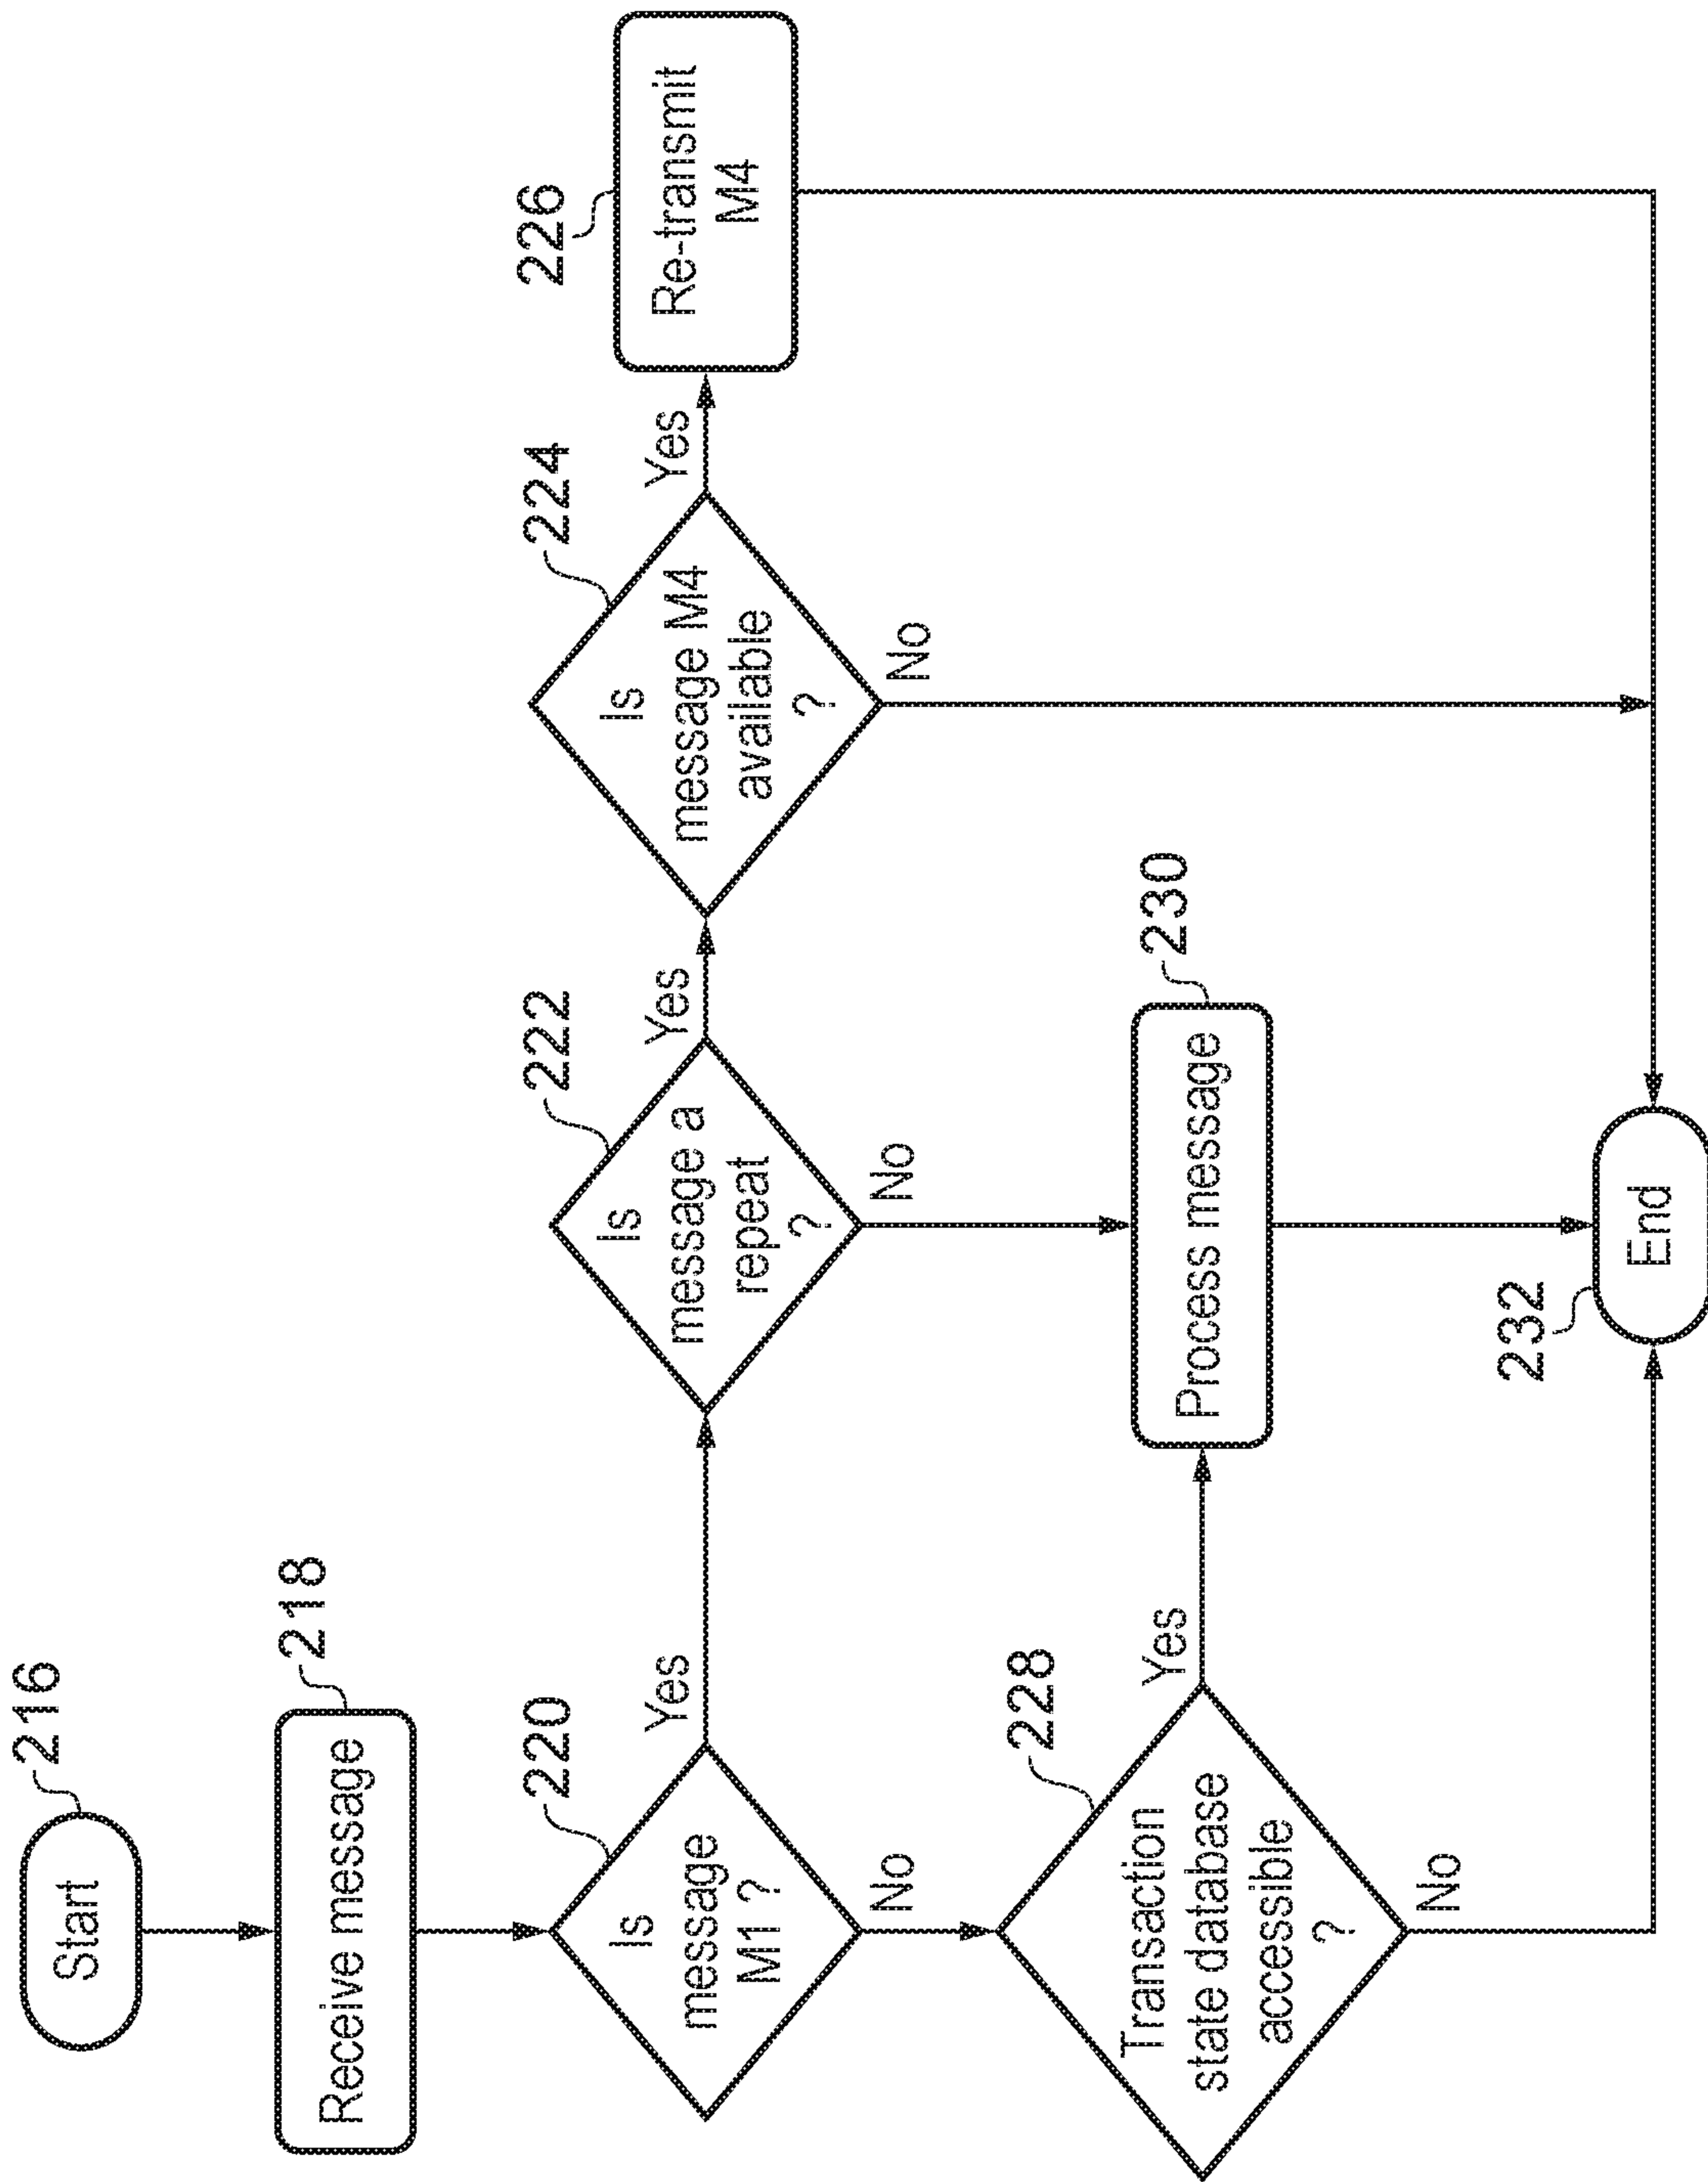 Start
216
Receive message
218
Is
message
M1 ?
220
Yes
No
Is
message a
repeat
?
222
Yes
No
Is
message M4
available
?
224
Yes
No
Re-transmit
M4
226
Transaction
state database
accessible
?
228
Yes
No
Process message
230
End
232